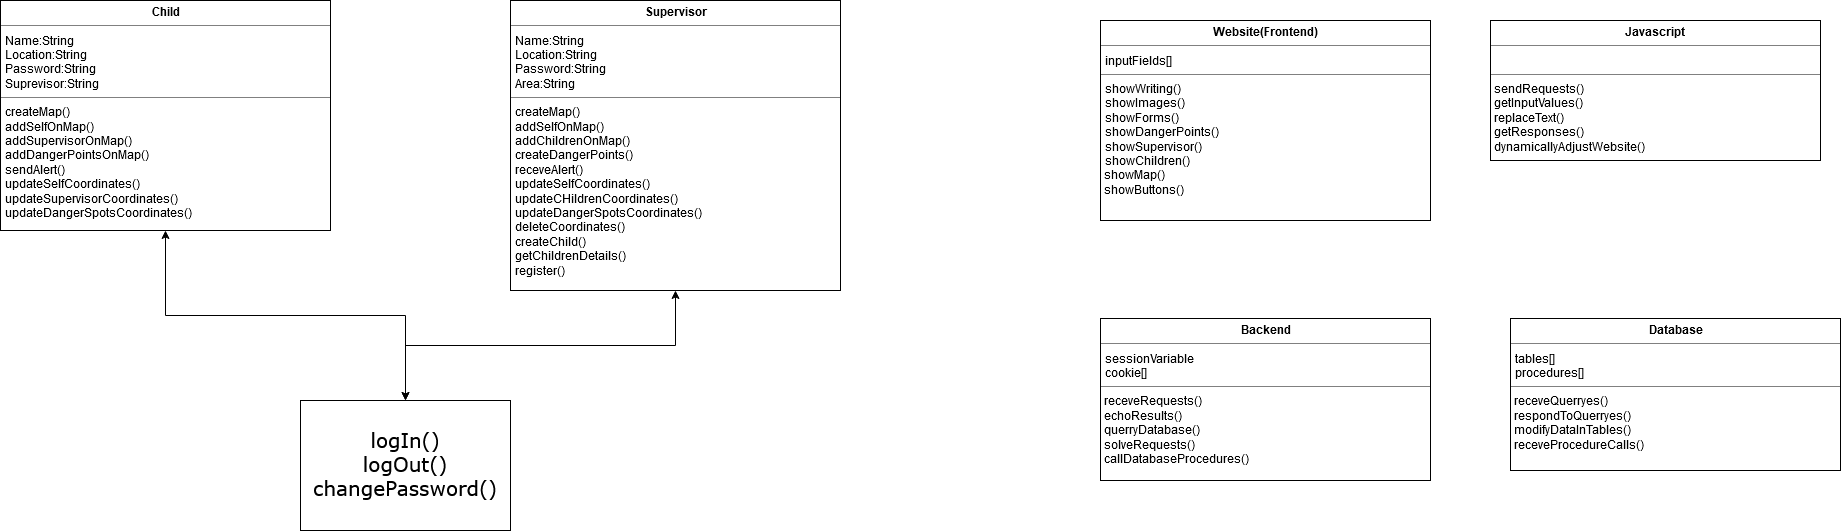 Child
Name:String
Location:String
Password:String
Suprevisor:String
createMap()
addSelfOnMap()
addSupervisorOnMap()
addDangerPointsOnMap()
sendAlert()
updateSelfCoordinates()
updateSupervisorCoordinates()
updateDangerSpotsCoordinates()
Supervisor
Name:String
Location:String
Password:String
Area:String
createMap()
addSelfOnMap()
addChildrenOnMap()
createDangerPoints()
receveAlert()
updateSelfCoordinates()
updateCHildrenCoordinates()
updateDangerSpotsCoordinates()
deleteCoordinates()
createChild()
getChildrenDetails()
register()
logIn()
logOut()
changePassword()
Website(Frontend)
inputFields[]
showWriting()
showImages()
showForms()
showDangerPoints()
showSupervisor()
showChildren()
showMap()
showButtons()
Javascript
sendRequests()
getInputValues()
replaceText()
getResponses()
dynamicallyAdjustWebsite()
Backend
sessionVariable
cookie[]
receveRequests()
echoResults()
querryDatabase()
solveRequests()
callDatabaseProcedures()
Database
tables[]
procedures[]
receveQuerryes()
respondToQuerryes()
modifyDataInTables()
receveProcedureCalls()